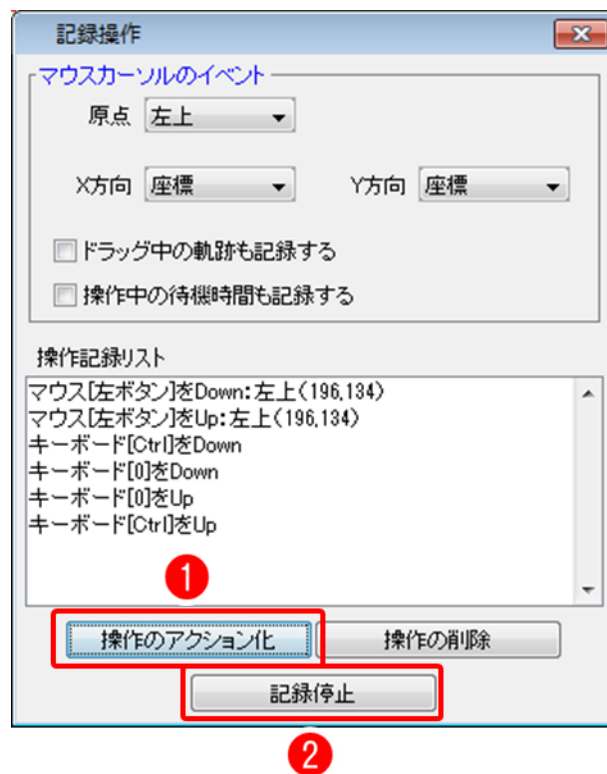 記録操作
マウスカーソルのイベント
原点 左上
X方向 座標 Y方向 座標
ドラッグ中の軌跡も記録する
操作中の待機時間も記録する
操作記録リスト
マウス[左ボタン]をDown:左上(196,134)
マウス[左ボタン]をUp:左上(196,134)
キーボード[Ctrl]をDown
キーボード[0]をDown
キーボード[0]をUp
キーボード[Ctrl]をUp
1
操作のアクション化 操作の削除
記録停止
2